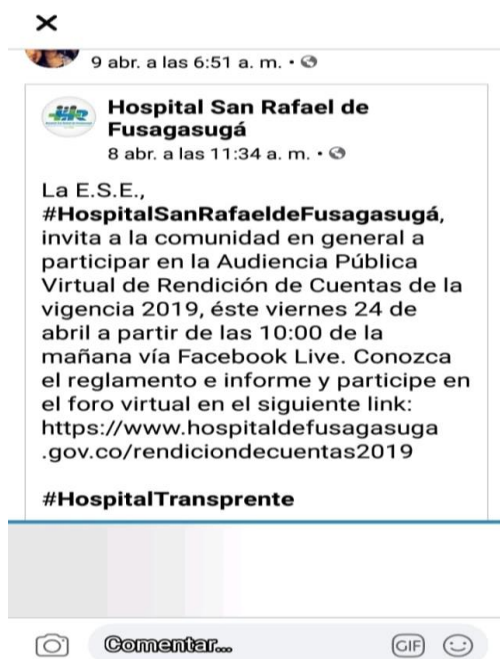 9 abr. a las 6:51 a. m. •
Hospital San Rafael de
Fusagasugá
8 abr. a las 11:34 a. m. •
La E.S.E.,
#HospitalSanRafaeldeFusagasugá,
invita a la comunidad en general a
participar en la Audiencia Pública
Virtual de Rendición de Cuentas de la
vigencia 2019, éste viernes 24 de
abril a partir de las 10:00 de la
mañana vía Facebook Live. Conozca
el reglamento e informe y participe en
el foro virtual en el siguiente link:
https://www.hospitaldefusagasuga
.gov.co/rendiciondecuentas2019
#HospitalTransprente
Comentar...
GIF